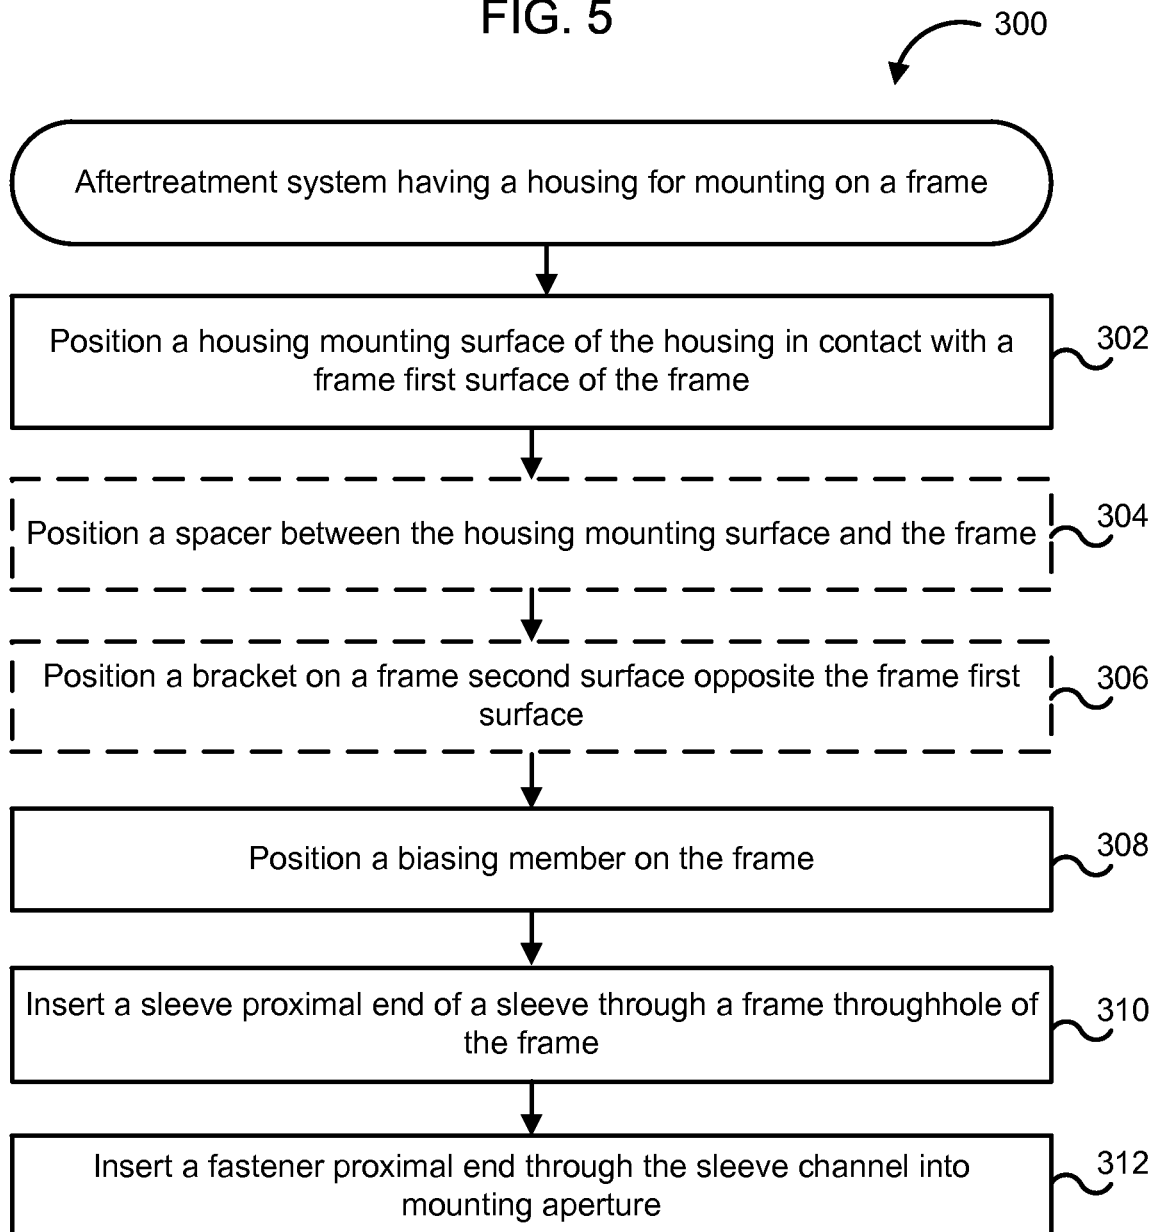 FIG. 5
300
Aftertreatment system having a housing for mounting on a frame
Position a housing mounting surface of the housing in contact with a
frame first surface of the frame
302
Position a spacer between the housing mounting surface and the frame
304
Position a bracket on a frame second surface opposite the frame first
surface
306
Position a biasing member on the frame
308
Insert a sleeve proximal end of a sleeve through a frame throughhole of
the frame
310
Insert a fastener proximal end through the sleeve channel into
mounting aperture
312